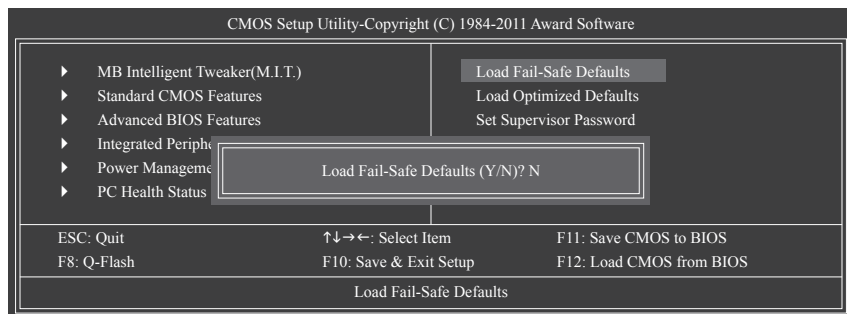 CMOS Setup Utility-Copyright (C) 1984-2011 Award Software
MB Intelligent Tweaker(M.I.T.)
Standard CMOS Features
Advanced BIOS Features
Integrated Periphe
Power Manageme
PC Health Status
Load Fail-Safe Defaults
Load Optimized Defaults
Set Supervisor Password
Load Fail-Safe Defaults (Y/N)? N
ESC: Quit
↑↓→←: Select Item
F11: Save CMOS to BIOS
F8: Q-Flash
F10: Save & Exit Setup
F12: Load CMOS from BIOS
Load Fail-Safe Defaults